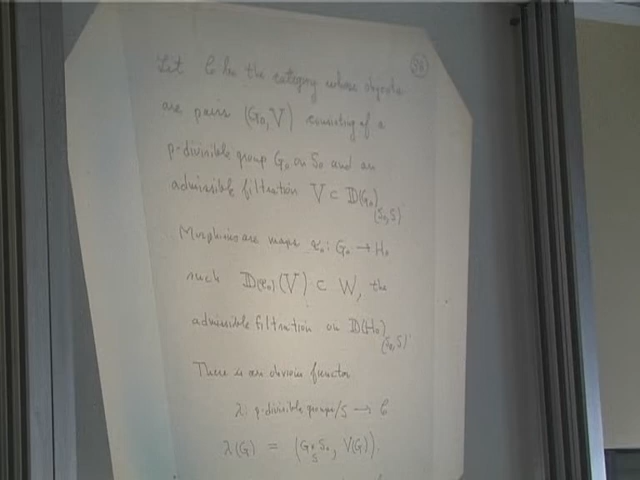 Let C be the category whose objects
are pairs (G₀, V) consisting of a
p-divisible group G₀ on S₀ and an
admissible filtration V ⊂ 𝔻(G₀)_(S₀,S)
Morphisms are maps φ₀: G₀ → H₀
such 𝔻(φ₀)(V) ⊂ W, the
admissible filtration on 𝔻(H₀)_(S₀,S).
There is an obvious functor
λ: p-divisible groups/S → C
λ(G) = (G ×_S S₀, V(G)).